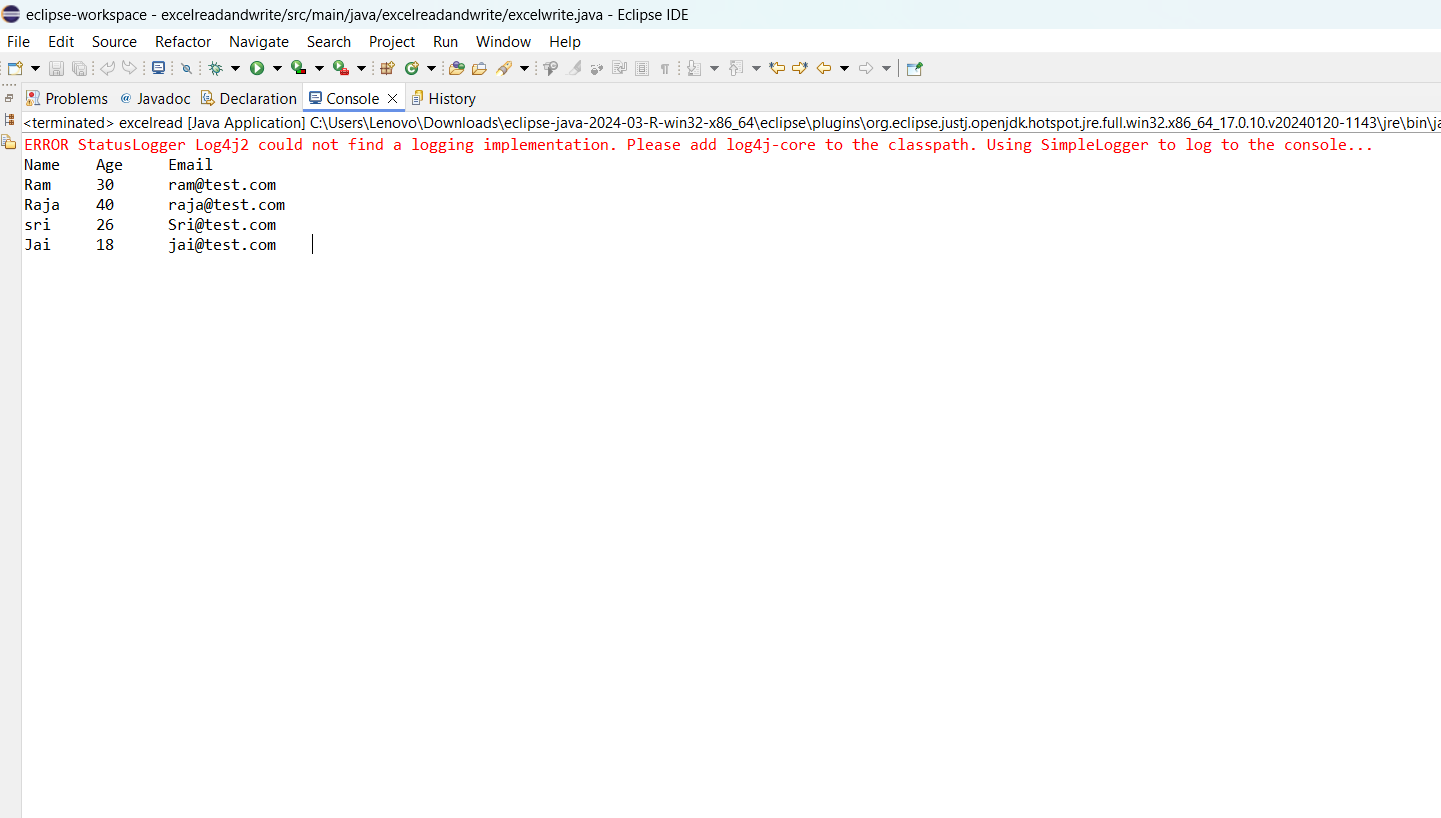 eclipse-workspace - excelreadandwrite/src/main/java/excelreadandwrite/excelwrite.java - Eclipse IDE
File Edit Source Refactor Navigate Search Project Run Window Help
Problems @ Javadoc Declaration Console History
<terminated> excelread [Java Application] C:\Users\Lenovo\Downloads\eclipse-java-2024-03-R-win32-x86_64\eclipse\plugins\org.eclipse.justj.openjdk.hotspot.jre.full.win32.x86_64_17.0.10.v20240120-1143\jre\bin\ja
ERROR StatusLogger Log4j2 could not find a logging implementation. Please add log4j-core to the classpath. Using SimpleLogger to log to the console...
Name Age Email
Ram 30 ram@test.com
Raja 40 raja@test.com
sri 26 Sri@test.com
Jai 18 jai@test.com